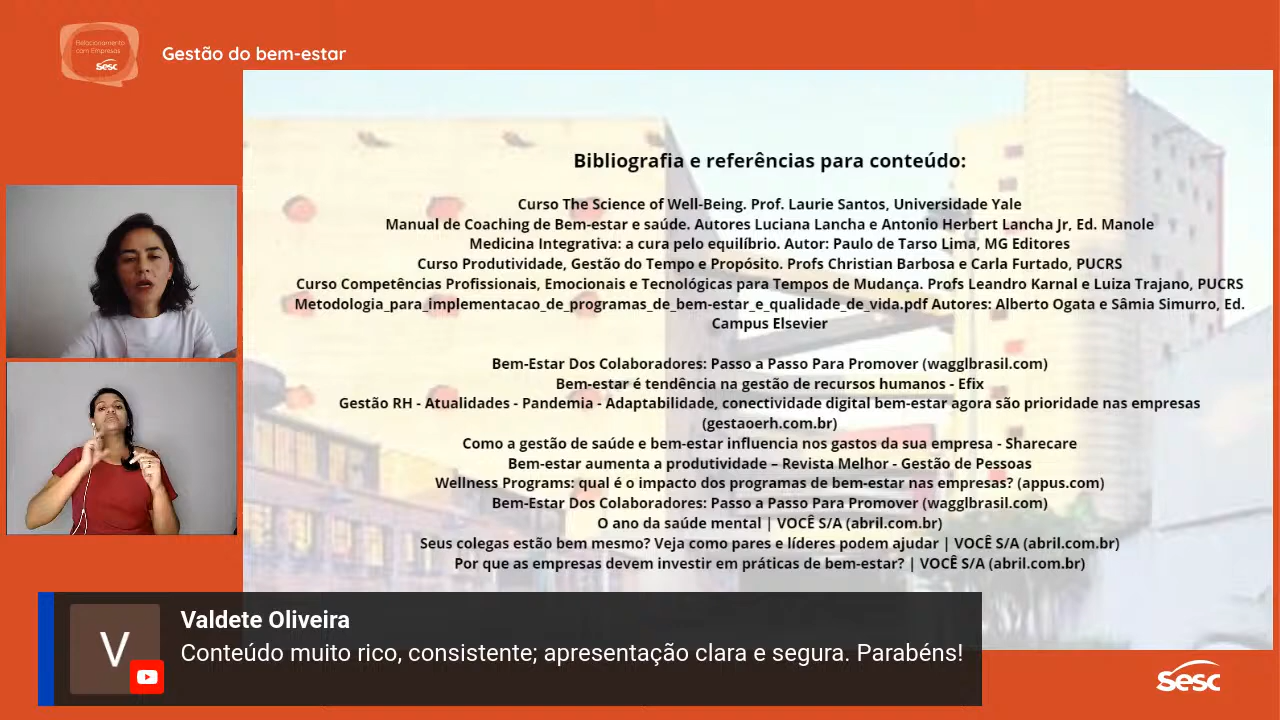 Relacionamento
com Empresas
Sesc
Gestão do bem-estar
Bibliografia e referências para conteúdo:
Curso The Science of Well-Being. Prof. Laurie Santos, Universidade Yale
Manual de Coaching de Bem-estar e saúde. Autores Luciana Lancha e Antonio Herbert Lancha Jr, Ed. Manole
Medicina Integrativa: a cura pelo equilíbrio. Autor: Paulo de Tarso Lima, MG Editores
Curso Produtividade, Gestão do Tempo e Propósito. Profs Christian Barbosa e Carla Furtado, PUCRS
Curso Competências Profissionais, Emocionais e Tecnológicas para Tempos de Mudança. Profs Leandro Karnal e Luiza Trajano, PUCRS
Metodologia_para_implementacao_de_programas_de_bem-estar_e_qualidade_de_vida.pdf Autores: Alberto Ogata e Sâmia Simurro, Ed.
Campus Elsevier
Bem-Estar Dos Colaboradores: Passo a Passo Para Promover (wagglbrasil.com)
Bem-estar é tendência na gestão de recursos humanos - Efix
Gestão RH - Atualidades - Pandemia - Adaptabilidade, conectividade digital bem-estar agora são prioridade nas empresas
(gestaoerh.com.br)
Como a gestão de saúde e bem-estar influencia nos gastos da sua empresa - Sharecare
Bem-estar aumenta a produtividade – Revista Melhor - Gestão de Pessoas
Wellness Programs: qual é o impacto dos programas de bem-estar nas empresas? (appus.com)
Bem-Estar Dos Colaboradores: Passo a Passo Para Promover (wagglbrasil.com)
O ano da saúde mental | VOCÊ S/A (abril.com.br)
Seus colegas estão bem mesmo? Veja como pares e líderes podem ajudar | VOCÊ S/A (abril.com.br)
Por que as empresas devem investir em práticas de bem-estar? | VOCÊ S/A (abril.com.br)
V
Valdete Oliveira
Conteúdo muito rico, consistente; apresentação clara e segura. Parabéns!
Sesc